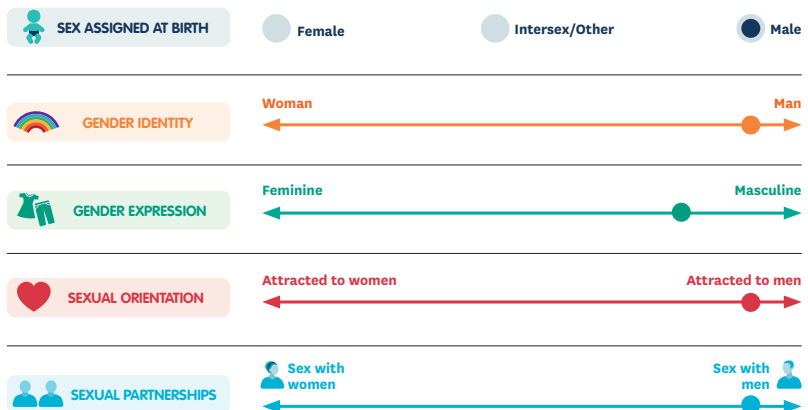 SEX ASSIGNED AT BIRTH
Female
Intersex/Other
Male
GENDER IDENTITY
Woman
Man
GENDER EXPRESSION
Feminine
Masculine
SEXUAL ORIENTATION
Attracted to women
Attracted to men
SEXUAL PARTNERSHIPS
Sex with
women
Sex with
men